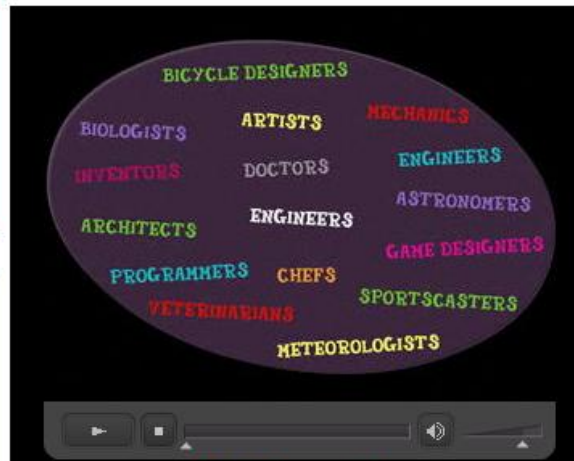 BICYCLE DESIGNERS
ARTISTS
MECHANICS
BIOLOGISTS
ENGINEERS
INVENTORS
DOCTORS
ASTRONOMERS
ENGINEERS
ARCHITECTS
GAME DESIGNERS
PROGRAMMERS
CHEFS
SPORTSCASTERS
VETERINARIANS
METEOROLOGISTS